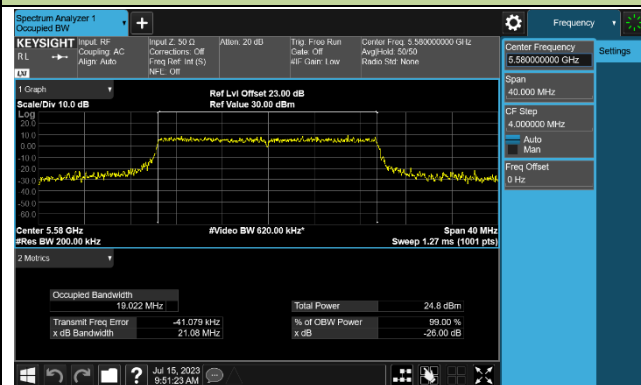 Spectrum Analyzer 1
Occupied BW
Frequency
KEYSIGHT
RL
LXI
Input: RF
Coupling: AC
Align: Auto
Input Z: 50 Ω
Corrections: Off
Freq Ref: Int (S)
NFE: Off
Atten: 20 dB
Trig: Free Run
Gate: Off
#IF Gain: Low
Center Freq: 5.580000000 GHz
Avg|Hold: 50/50
Radio Std: None
Center Frequency
5.580000000 GHz
Settings
Span
40.000 MHz
CF Step
4.000000 MHz
Auto
Man
Freq Offset
0 Hz
1 Graph
Scale/Div 10.0 dB
Ref Lvl Offset 23.00 dB
Ref Value 30.00 dBm
Log
20.0
10.0
0.00
-10.0
-20.0
-30.0
-40.0
-50.0
-60.0
Center 5.58 GHz
#Res BW 200.00 kHz
#Video BW 620.00 kHz*
Span 40 MHz
Sweep 1.27 ms (1001 pts)
2 Metrics
Occupied Bandwidth
19.022 MHz
Total Power 24.8 dBm
Transmit Freq Error -41.079 kHz
% of OBW Power 99.00 %
x dB Bandwidth 21.08 MHz
x dB -26.00 dB
Jul 15, 2023
9:51:23 AM